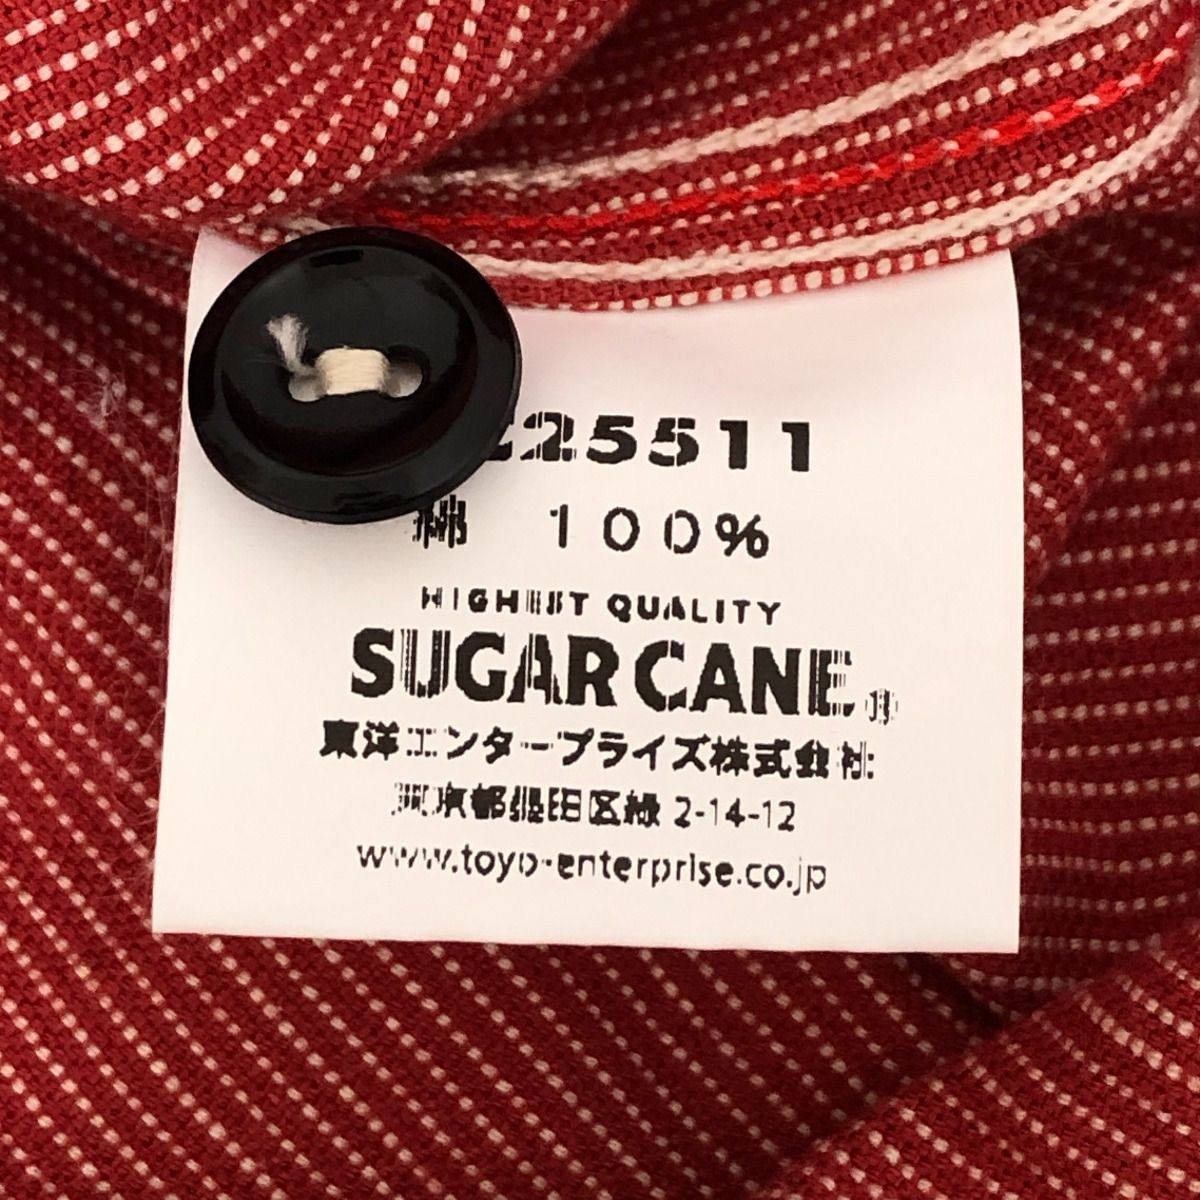 C25511
綿 100%
HIGHEST QUALITY
SUGAR CANE®
東洋エンタープライズ株式会社
東京都墨田区緑 2-14-12
www.toyo-enterprise.co.jp